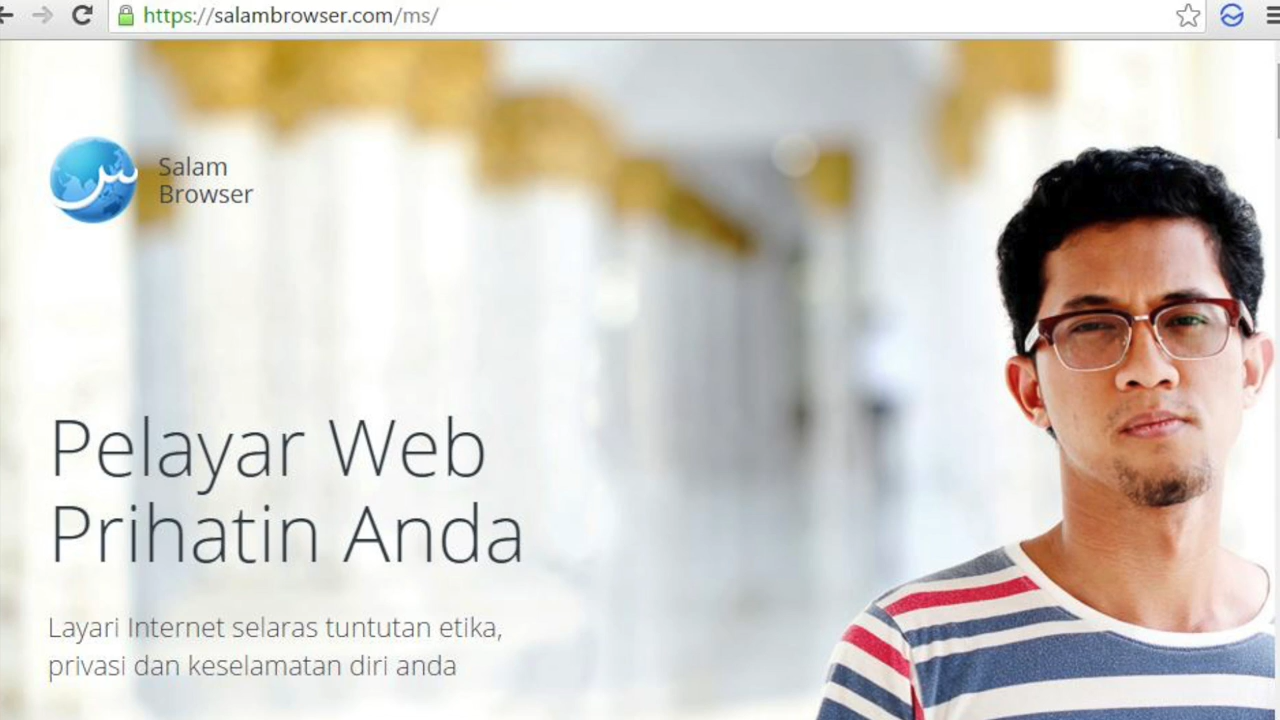 https://salambrowser.com/ms/
س
Salam
Browser
Pelayar Web
Prihatin Anda
Layari Internet selaras tuntutan etika,
privasi dan keselamatan diri anda